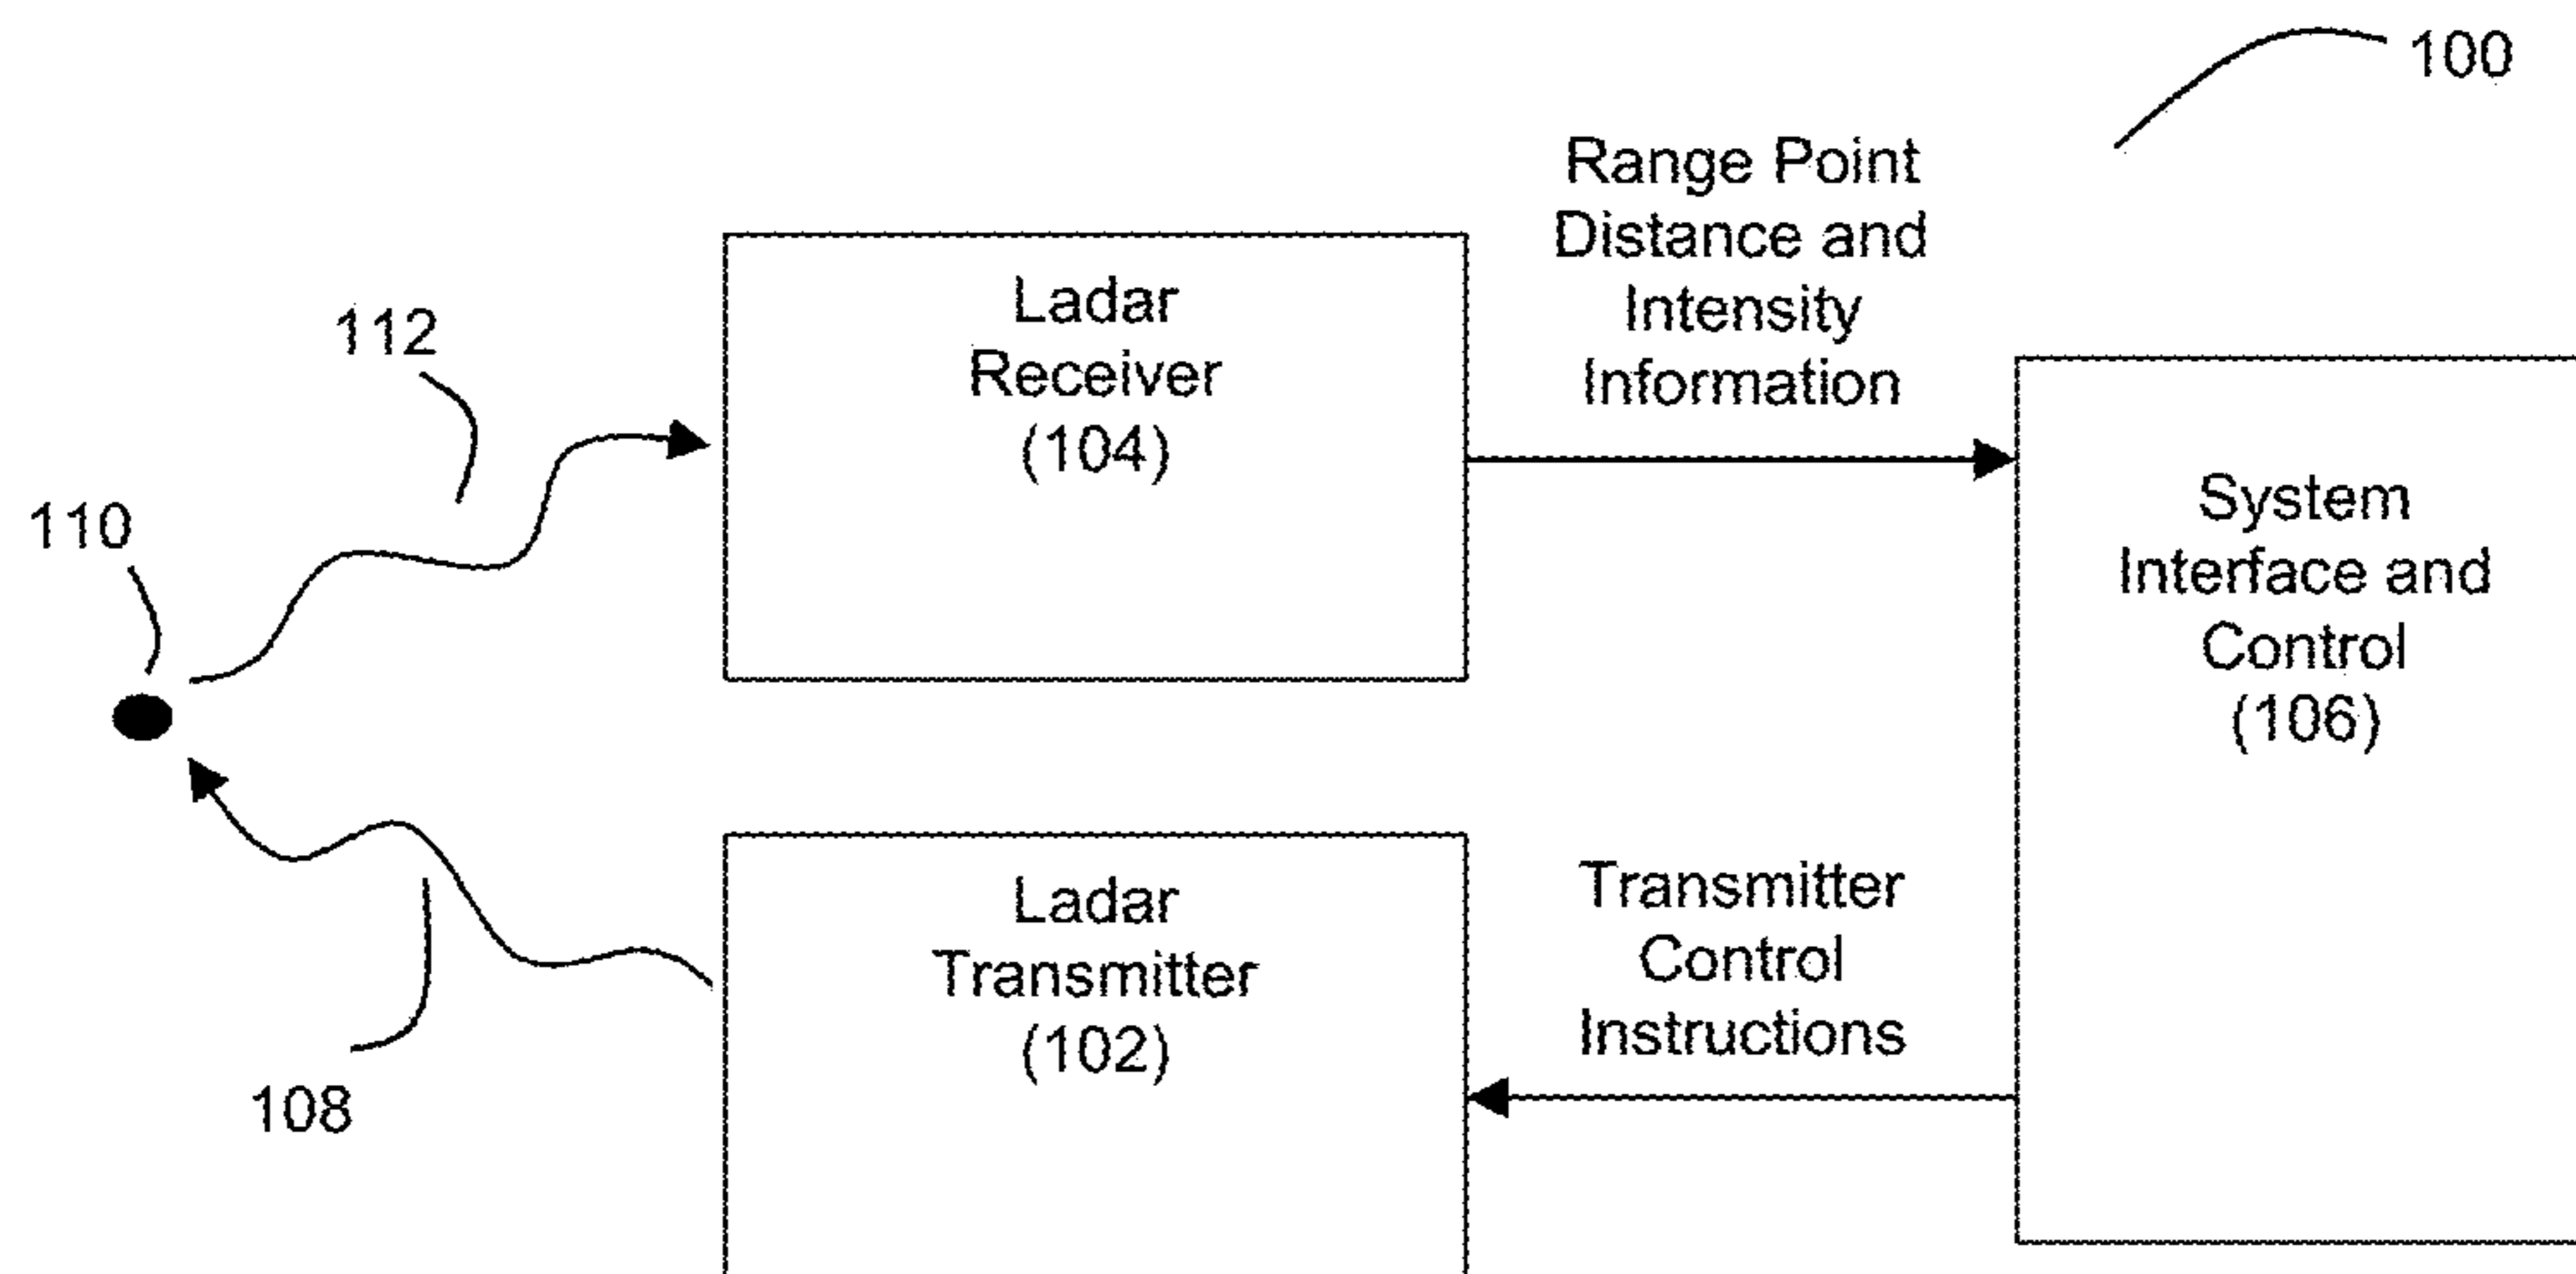 100
Range Point
Distance and
Intensity
Information
Ladar
Receiver
(104)
112
110
System
Interface and
Control
(106)
Ladar
Transmitter
(102)
Transmitter
Control
Instructions
108